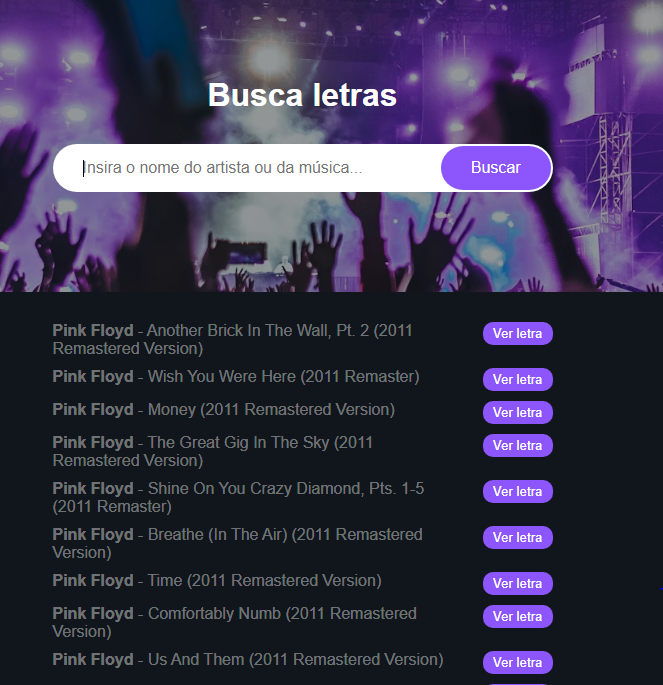 Busca letras
Insira o nome do artista ou da música...
Buscar
Pink Floyd - Another Brick In The Wall, Pt. 2 (2011
Remastered Version)
Ver letra
Pink Floyd - Wish You Were Here (2011 Remaster)
Ver letra
Pink Floyd - Money (2011 Remastered Version)
Ver letra
Pink Floyd - The Great Gig In The Sky (2011
Remastered Version)
Ver letra
Pink Floyd - Shine On You Crazy Diamond, Pts. 1-5
(2011 Remaster)
Ver letra
Pink Floyd - Breathe (In The Air) (2011 Remastered
Version)
Ver letra
Pink Floyd - Time (2011 Remastered Version)
Ver letra
Pink Floyd - Comfortably Numb (2011 Remastered
Version)
Ver letra
Pink Floyd - Us And Them (2011 Remastered Version)
Ver letra